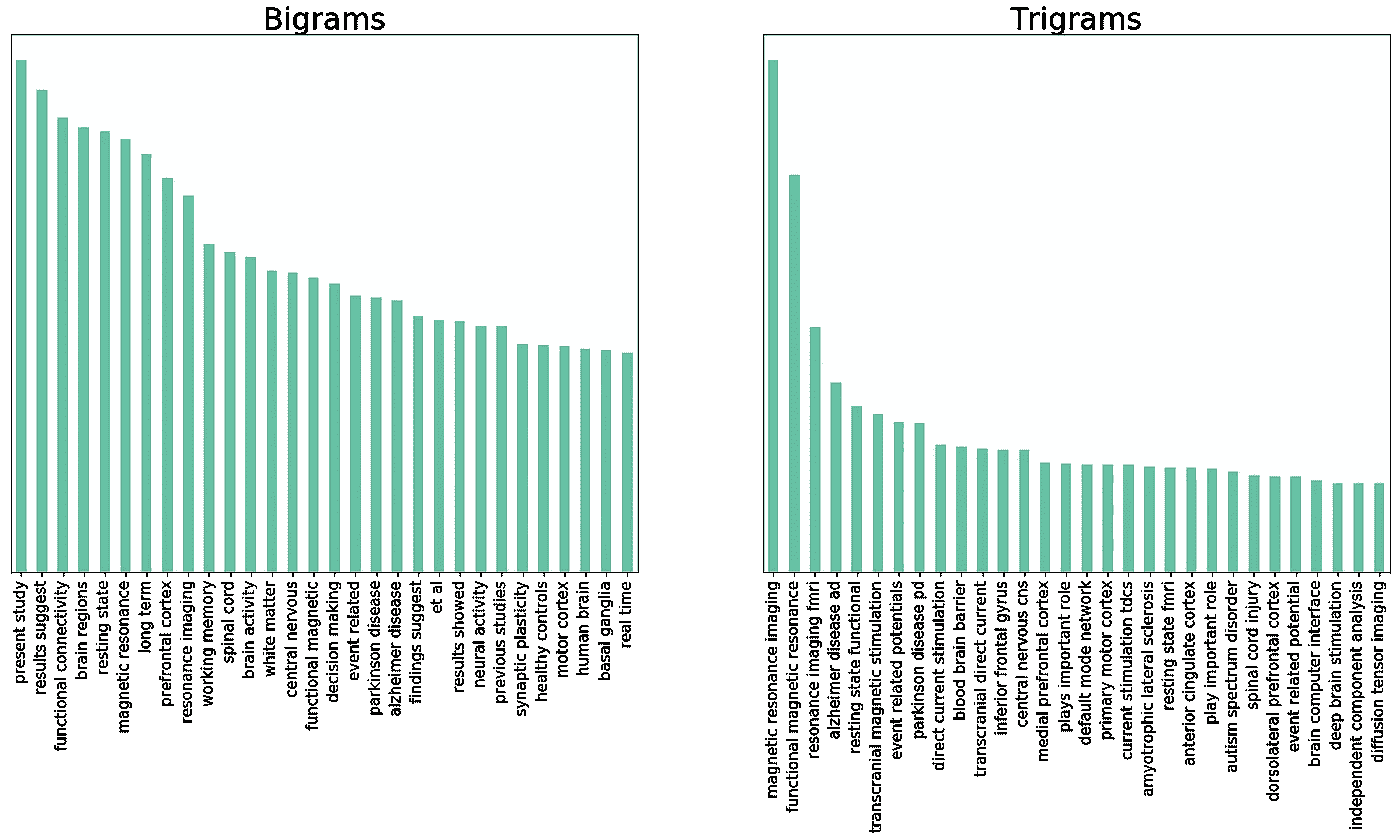 Bigrams
present study
results suggest
functional connectivity
brain regions
resting state
magnetic resonance
long term
prefrontal cortex
resonance imaging
working memory
spinal cord
brain activity
white matter
central nervous
functional magnetic
decision making
event related
parkinson disease
alzheimer disease
findings suggest
et al
results showed
neural activity
previous studies
synaptic plasticity
healthy controls
motor cortex
human brain
basal ganglia
real time
Trigrams
magnetic resonance imaging
functional magnetic resonance
resonance imaging fmri
alzheimer disease ad
resting state functional
transcranial magnetic stimulation
event related potentials
parkinson disease pd
direct current stimulation
blood brain barrier
transcranial direct current
inferior frontal gyrus
central nervous cns
medial prefrontal cortex
plays important role
default mode network
primary motor cortex
current stimulation tdcs
amyotrophic lateral sclerosis
resting state fmri
anterior cingulate cortex
play important role
autism spectrum disorder
spinal cord injury
dorsolateral prefrontal cortex
event related potential
brain computer interface
deep brain stimulation
independent component analysis
diffusion tensor imaging